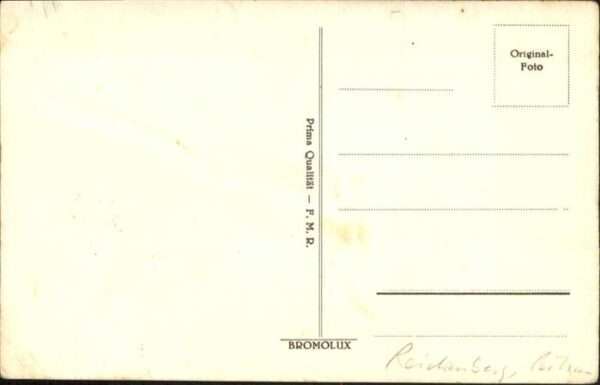 Original-
Foto
Prima Qualität — F. M. R.
BROMOLUX
Reichenberg,